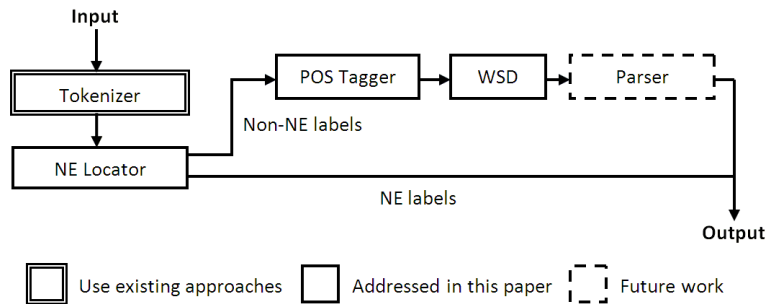 Input
POS Tagger
WSD
Parser
Tokenizer
Non-NE labels
NE Locator
NE labels
Output
Use existing approaches
Addressed in this paper
Future work